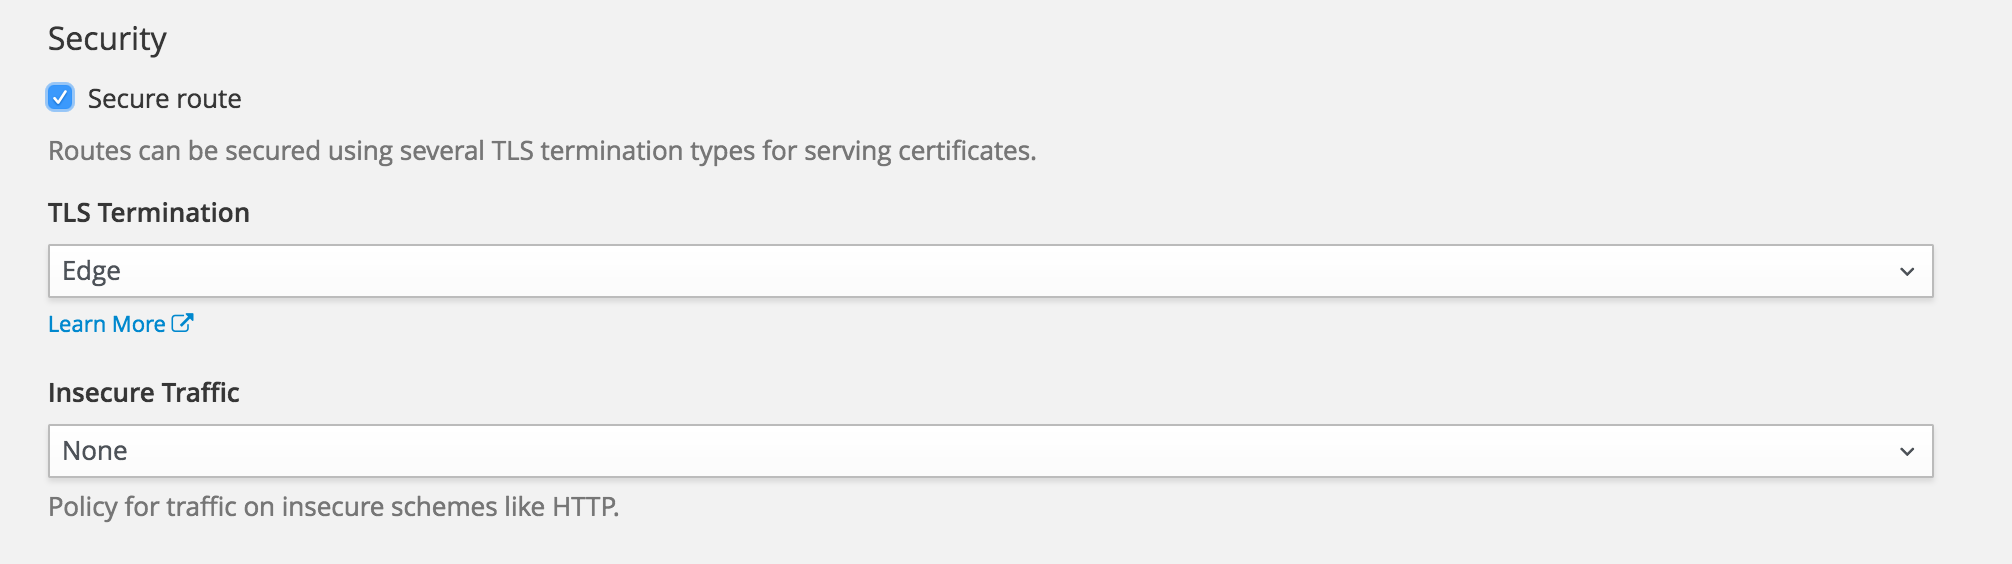 Security
Secure route
Routes can be secured using several TLS termination types for serving certificates.
TLS Termination
Edge
Learn More
Insecure Traffic
None
Policy for traffic on insecure schemes like HTTP.